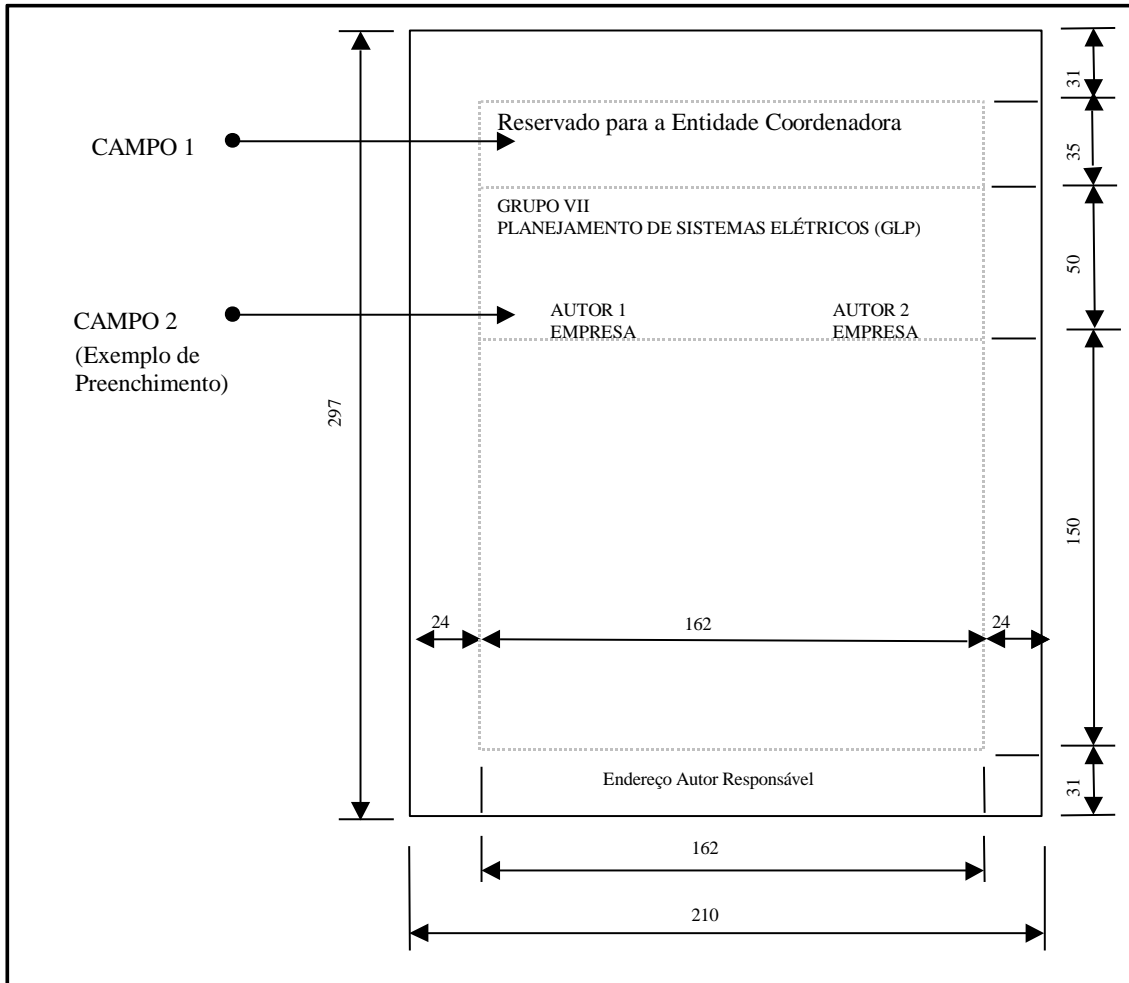 31
Reservado para a Entidade Coordenadora
CAMPO 1
35
GRUPO VII
PLANEJAMENTO DE SISTEMAS ELÉTRICOS (GLP)
50
CAMPO 2
(Exemplo de
Preenchimento)
AUTOR 1
EMPRESA
AUTOR 2
EMPRESA
297
150
24
162
24
Endereço Autor Responsável
31
162
210